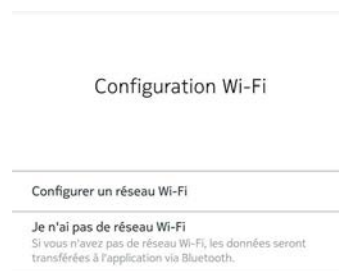 Configuration Wi-Fi
Configurer un réseau Wi-Fi
Je n'ai pas de réseau Wi-Fi
Si vous n'avez pas de réseau Wi-Fi, les données seront
transférées à l'application via Bluetooth.